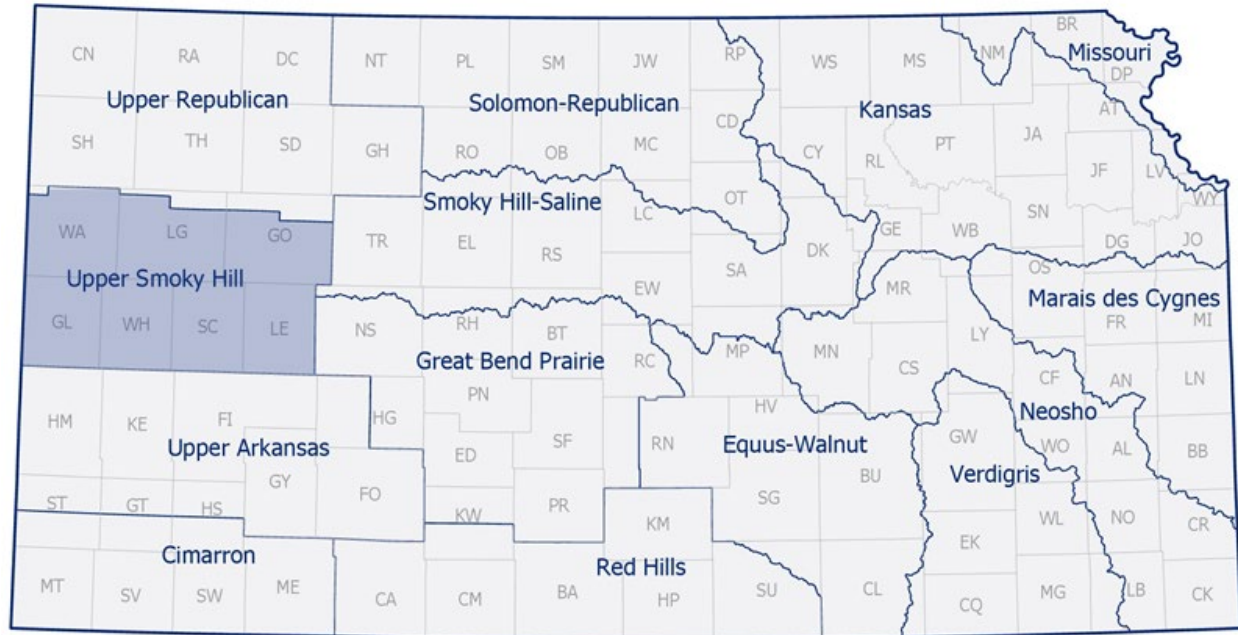 CN RA DC NT PL SM JW RP WS MS NM BR
Missouri
DP
Upper Republican
Solomon-Republican
Kansas
AT
SH TH SD GH RO OB MC CD CY RL PT JA JF LV
WY
Smoky Hill-Saline
WA LG GO TR EL RS LC OT DK GE WB SN DG JO
Upper Smoky Hill
SA OS
EW MR
Marais des Cygnes
GL WH SC LE NS RH BT RC MP MN CS LY FR MI
Great Bend Prairie
CF AN LN
HM KE FI HG PN HV
Neosho
Upper Arkansas
ED SF RN
Equus-Walnut
GW WO AL BB
GY FO
SG BU
Verdigris
ST GT HS KW PR KM WL NO CR
Cimarron
Red Hills
EK
MT SV SW ME CA CM BA HP SU CL CQ MG LB CK